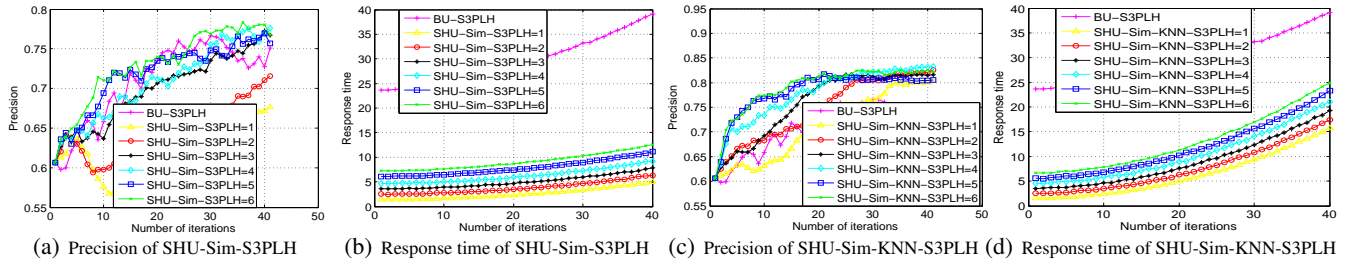 0.8
0.75
0.7
0.65
0.6
0.55
Precision
0 10 20 30 40 50
Number of iterations
BU-S3PLH
SHU-Sim-S3PLH=1
SHU-Sim-S3PLH=2
SHU-Sim-S3PLH=3
SHU-Sim-S3PLH=4
SHU-Sim-S3PLH=5
SHU-Sim-S3PLH=6
(a) Precision of SHU-Sim-S3PLH
40
35
30
25
20
15
10
5
0
Response time
0 10 20 30 40
Number of iterations
BU-S3PLH
SHU-Sim-S3PLH=1
SHU-Sim-S3PLH=2
SHU-Sim-S3PLH=3
SHU-Sim-S3PLH=4
SHU-Sim-S3PLH=5
SHU-Sim-S3PLH=6
(b) Response time of SHU-Sim-S3PLH
0.95
0.9
0.85
0.8
0.75
0.7
0.65
0.6
0.55
Precision
0 10 20 30 40 50
Number of iterations
BU-S3PLH
SHU-Sim-KNN-S3PLH=1
SHU-Sim-KNN-S3PLH=2
SHU-Sim-KNN-S3PLH=3
SHU-Sim-KNN-S3PLH=4
SHU-Sim-KNN-S3PLH=5
SHU-Sim-KNN-S3PLH=6
(c) Precision of SHU-Sim-KNN-S3PLH
40
35
30
25
20
15
10
5
0
Response time
0 10 20 30 40
Number of iterations
BU-S3PLH
SHU-Sim-KNN-S3PLH=1
SHU-Sim-KNN-S3PLH=2
SHU-Sim-KNN-S3PLH=3
SHU-Sim-KNN-S3PLH=4
SHU-Sim-KNN-S3PLH=5
SHU-Sim-KNN-S3PLH=6
(d) Response time of SHU-Sim-KNN-S3PLH